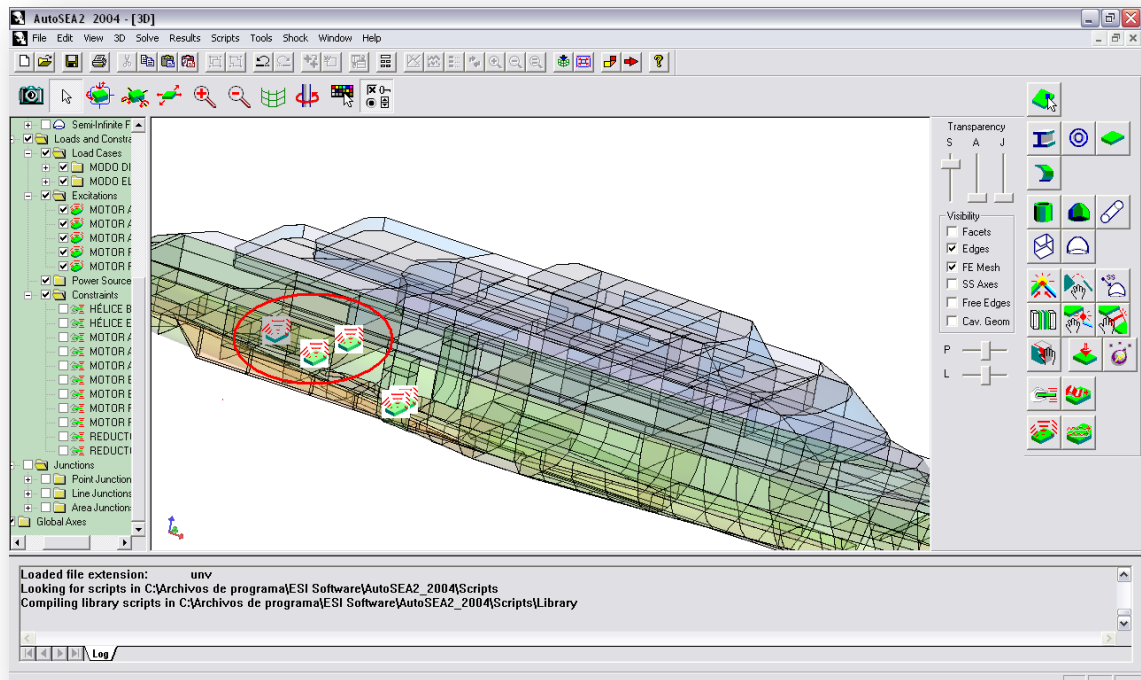 AutoSEA2 2004 - [3D]
File Edit View 3D Solve Results Scripts Tools Shock Window Help
Semi-Infinite F
Loads and Constra
Load Cases
MODO DI
MODO EL
Excitations
MOTOR A
MOTOR A
MOTOR A
MOTOR F
MOTOR F
Power Source
Constraints
HÉLICE B
HÉLICE E
MOTOR A
MOTOR A
MOTOR A
MOTOR E
MOTOR E
MOTOR F
MOTOR F
REDUCTO
REDUCTO
Junctions
Point Junction
Line Junctions
Area Junction
Global Axes
Transparency
S A J
Visibility
Facets
Edges
FE Mesh
SS Axes
Free Edges
Cav. Geom
P
L
SS
Loaded file extension: unv
Looking for scripts in C:\Archivos de programa\ESI Software\AutoSEA2_2004\Scripts
Compiling library scripts in C:\Archivos de programa\ESI Software\AutoSEA2_2004\Scripts\Library
Log